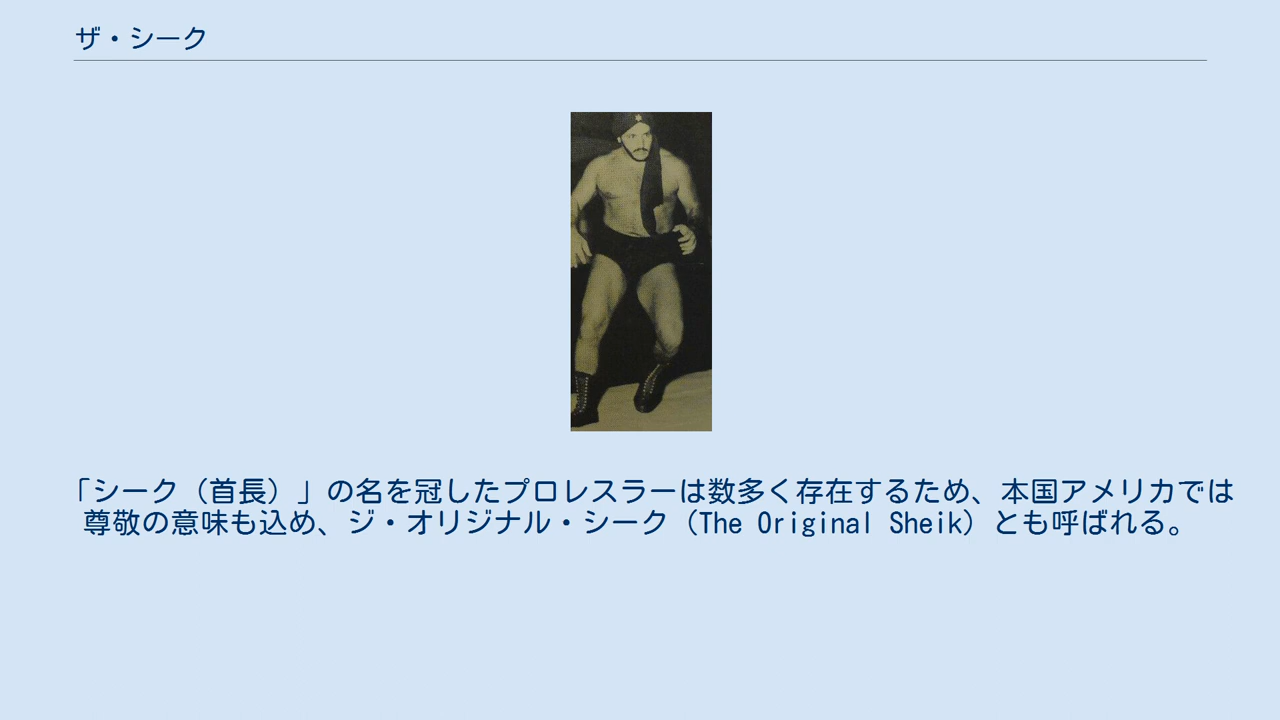 ザ・シーク
「シーク（首長）」の名を冠したプロレスラーは数多く存在するため、本国アメリカでは
尊敬の意味も込め、ジ・オリジナル・シーク（The Original Sheik）とも呼ばれる。